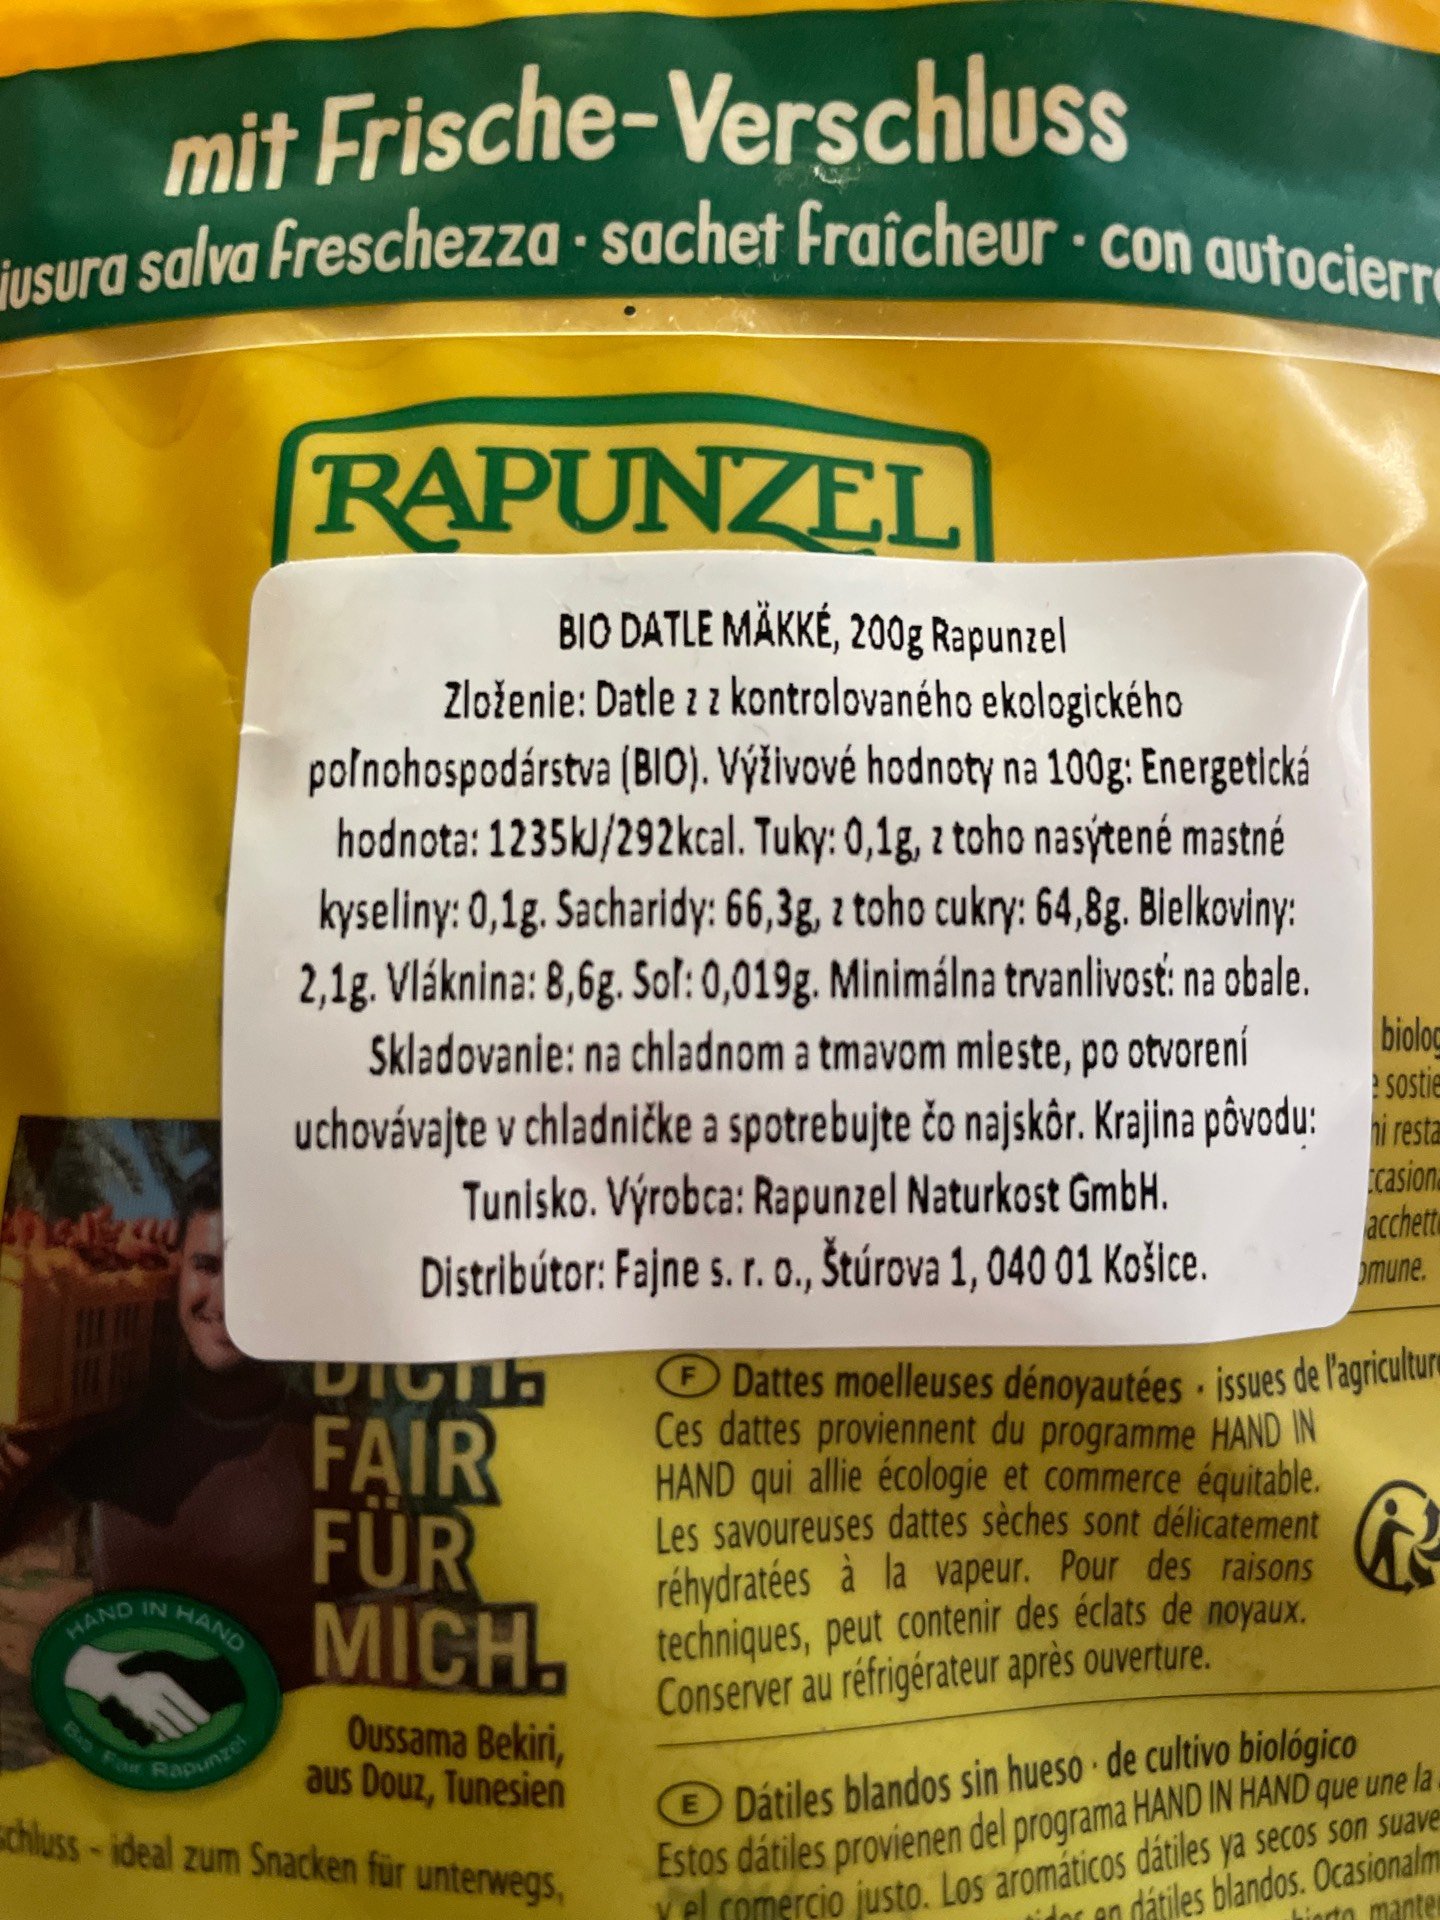 mit Frische-Verschluss
salva freschezza · sachet fraîcheur · con
RAPUNZEL
BIO DATLE MÄKKÉ, 200g Rapunzel
Zloženie: Datle z z kontrolovaného ekologického
poľnohospodárstva (BIO). Výživové hodnoty na 100g: Energetická
hodnota: 1235kJ/292kcal. Tuky: 0,1g, z toho nasýtené mastné
kyseliny: 0,1g. Sacharidy: 66,3g, z toho cukry: 64,8g. Bielkoviny:
2,1g. Vláknina: 8,6g. Soľ: 0,019g. Minimálna trvanlivosť: na obale.
Skladovanie: na chladnom a tmavom mieste, po otvorení
uchovávajte v chladničke a spotrebujte čo najskôr. Krajina pôvodu:
Tunisko. Výrobca: Rapunzel Naturkost GmbH.
Distribútor: Fajne s. r. o., Štúrova 1, 040 01 Košice.
DICH.
FAIR
FÜR
MICH.
HAND IN HAND
Bio Fair Rapunzel
Oussama Bekiri,
aus Douz, Tunesien
- ideal zum Snacken für unterwegs,
F Dattes moelleuses dénoyautées · issues de
Ces dattes proviennent du programme HAND IN
HAND qui allie écologie et commerce équitable.
Les savoureuses dattes sèches sont délicatement
réhydratées à la vapeur. Pour des raisons
techniques, peut contenir des éclats de noyaux.
Conserver au réfrigérateur après ouverture.
E Dátiles blandos sin hueso · de cultivo biológico
Estos dátiles provienen del programa HAND IN HAND que une la
y el comercio justo. Los aromáticos dátiles ya secos son
en dátiles blandos.